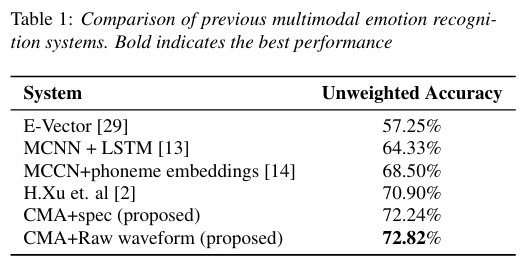 Table 1: Comparison of previous multimodal emotion recogni-
tion systems. Bold indicates the best performance
System Unweighted Accuracy
E-Vector [29] 57.25%
MCNN + LSTM [13] 64.33%
MCCN+phoneme embeddings [14] 68.50%
H.Xu et. al [2] 70.90%
CMA+spec (proposed) 72.24%
CMA+Raw waveform (proposed) 72.82%